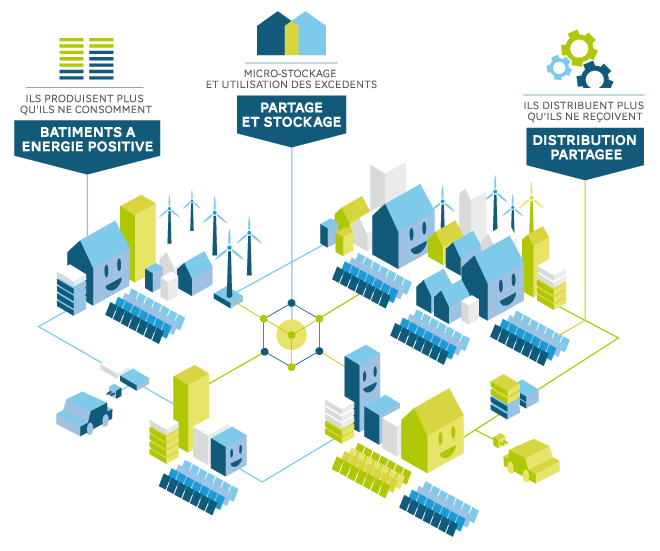 ILS PRODUISENT PLUS
QU'ILS NE CONSOMMENT
BATIMENTS A
ENERGIE POSITIVE
MICRO-STOCKAGE
ET UTILISATION DES EXCEDENTS
PARTAGE
ET STOCKAGE
ILS DISTRIBUENT PLUS
QU'ILS NE REÇOIVENT
DISTRIBUTION
PARTAGEE